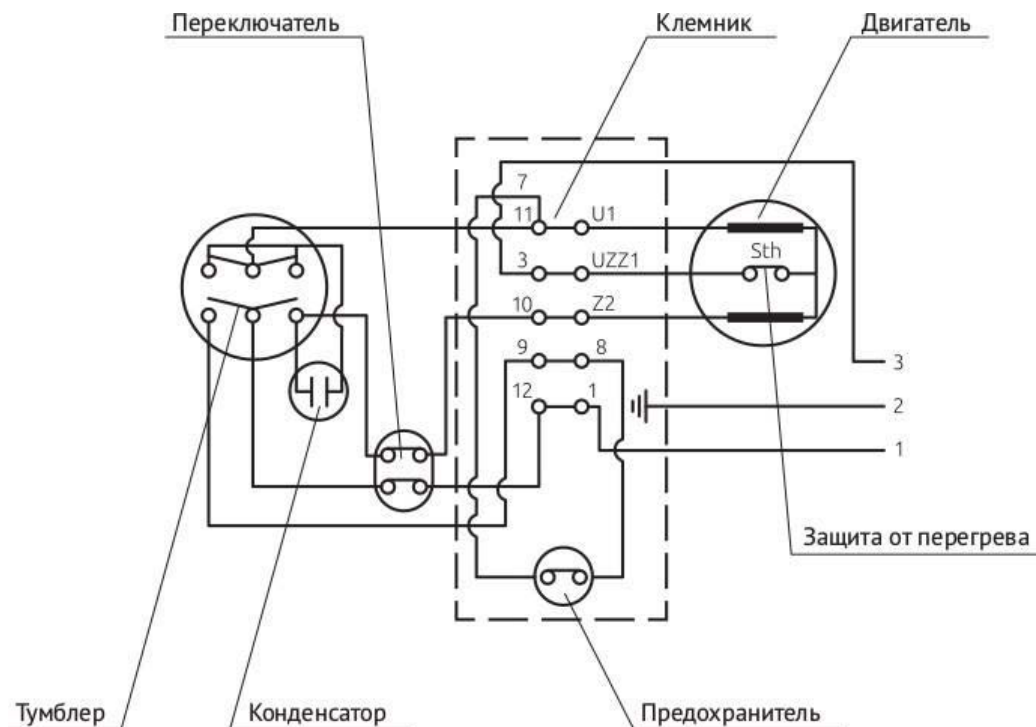 Переключатель
Клемник
Двигатель
7
11 U1
Sth
3 UZZ1
10 Z2
9 8
3
12 1
2
1
Защита от перегрева
Тумблер
Конденсатор
Предохранитель